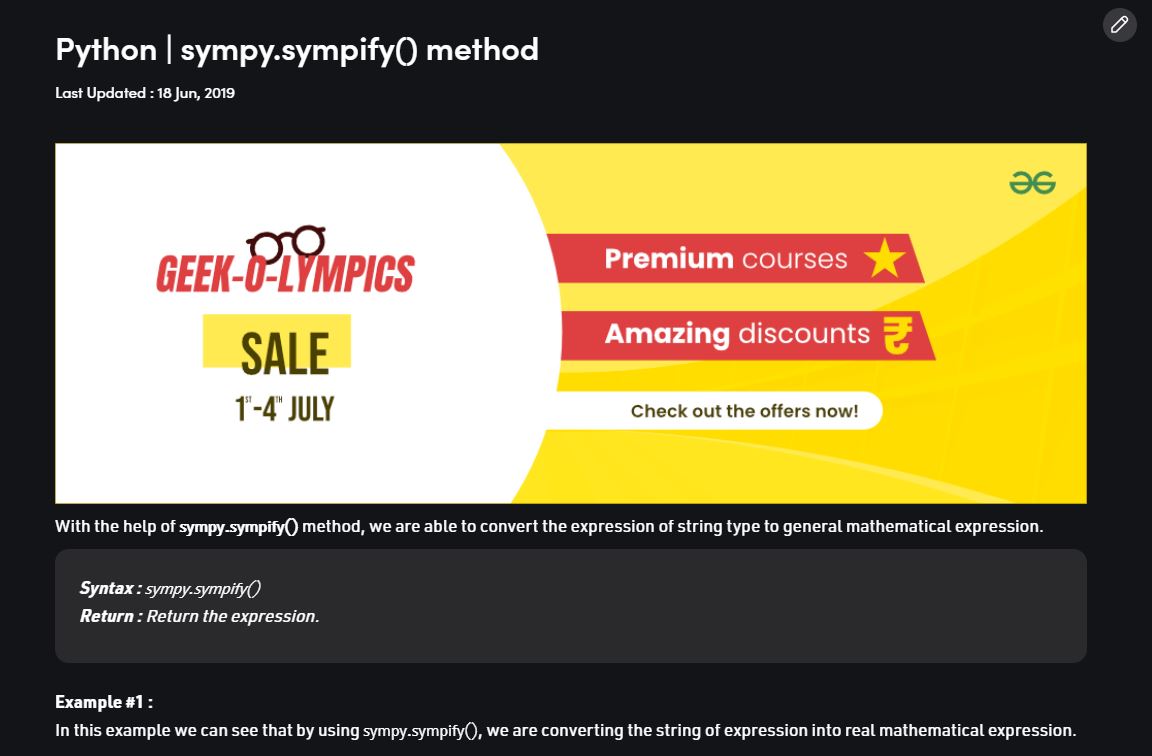 Python | sympy.sympify() method
Last Updated : 18 Jun, 2019
GEEK-O-LYMPICS
SALE
1ST-4TH JULY
Premium courses
Amazing discounts ₹
Check out the offers now!
With the help of sympy.sympify() method, we are able to convert the expression of string type to general mathematical expression.
Syntax : sympy.sympify()
Return : Return the expression.
Example #1 :
In this example we can see that by using sympy.sympify(), we are converting the string of expression into real mathematical expression.